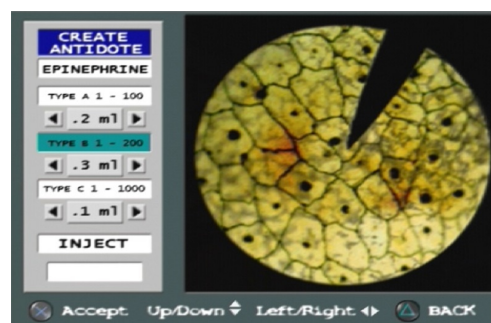 CREATE
ANTIDOTE
EPINEPHRINE
TYPE A 1 - 100
.2 ml
TYPE B 1 - 200
.3 ml
TYPE C 1 - 1000
.1 ml
INJECT
Accept Up/Down Left/Right BACK